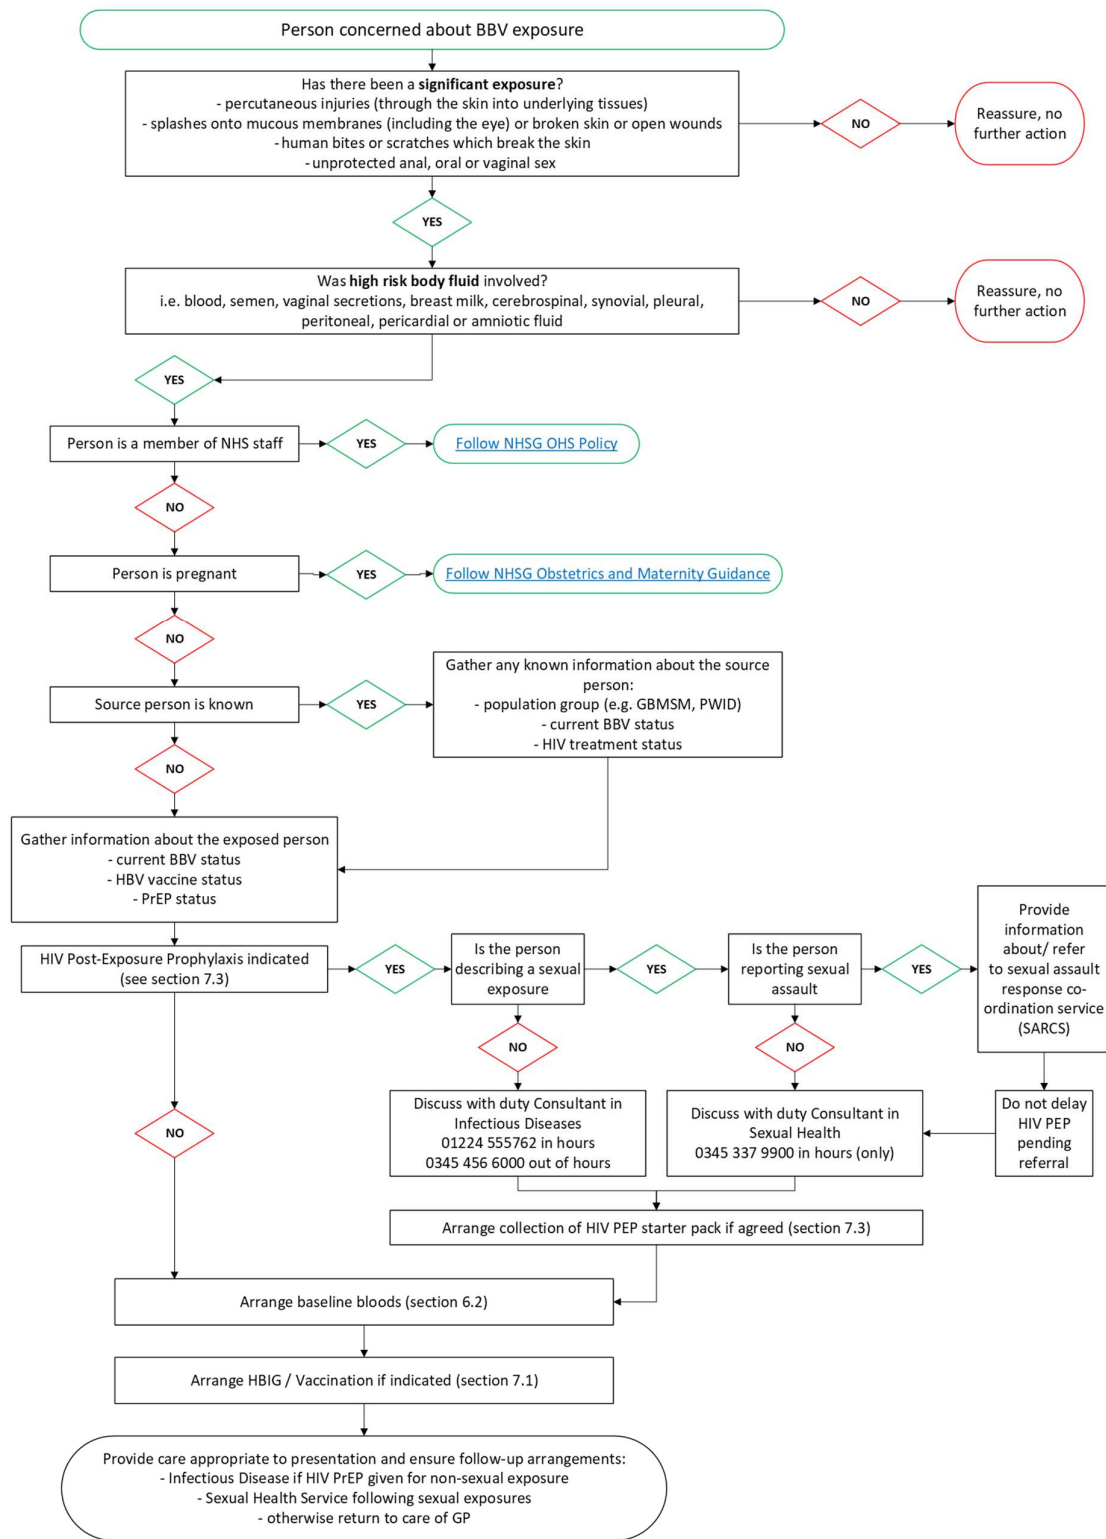 Person concerned about BBV exposure
Has there been a significant exposure?
- percutaneous injuries (through the skin into underlying tissues)
- splashes onto mucous membranes (including the eye) or broken skin or open wounds
-human bites or scratches which break the skin
-unprotected anal, oral or vaginal sex
NO
Reassure, no
further action
YES
Was high risk body fluid involved?
i.e. blood, semen, vaginal secretions, breast milk, cerebrospinal, synovial, pleural,
peritoneal, pericardial or amniotic fluid
NO
Reassure, no
further action
YES
Person is a member of NHS staff
YES
Follow NHSG OHS Policy
NO
Person is pregnant
YES
Follow NHSG Obstetrics and Maternity Guidance
NO
Source person is known
YES
Gather any known information about the source
person:
- population group (e.g. GBMSM, PWID)
- current BBV status
- HIV treatment status
NO
Gather information about the exposed person
- current BBV status
- HBV vaccine status
- PrEP status
HIV Post-Exposure Prophylaxis indicated
(see section 7.3)
YES
Is the person
describing a sexual
exposure
YES
Is the person
reporting sexual
assault
YES
Provide
information
about/ refer
to sexual assault
response co-
ordination service
(SARCS)
NO
NO
NO
Discuss with duty Consultant in
Infectious Diseases
01224 555762 in hours
0345 456 6000 out of hours
Discuss with duty Consultant in
Sexual Health
0345 337 9900 in hours (only)
Do not delay
HIV PEP
pending
referral
Arrange collection of HIV PEP starter pack if agreed (section 7.3)
Arrange baseline bloods (section 6.2)
Arrange HBIG / Vaccination if indicated (section 7.1)
Provide care appropriate to presentation and ensure follow-up arrangements:
- Infectious Disease if HIV PrEP given for non-sexual exposure
- Sexual Health Service following sexual exposures
- otherwise return to care of GP